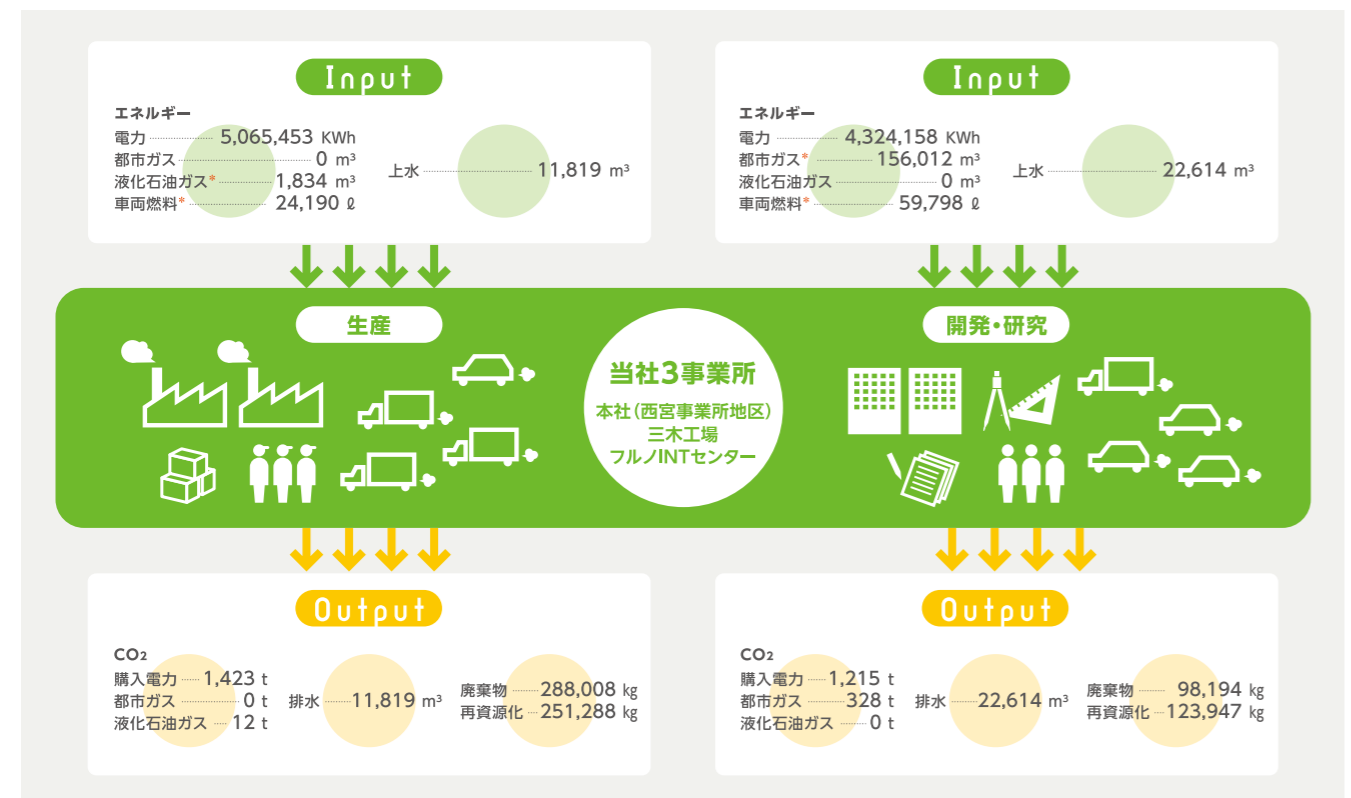 Input
エネルギー
電力 5,065,453 KWh
都市ガス 0 m³
液化石油ガス* 1,834 m³
車両燃料* 24,190 ℓ
上水 11,819 m³
Input
エネルギー
電力 4,324,158 KWh
都市ガス* 156,012 m³
液化石油ガス 0 m³
車両燃料* 59,798 ℓ
上水 22,614 m³
生産
当社3事業所
本社(西宮事業所地区)
三木工場
フルノINTセンター
開発・研究
Output
CO₂
購入電力 1,423 t
都市ガス 0 t
液化石油ガス 12 t
排水 11,819 m³
廃棄物 288,008 kg
再資源化 251,288 kg
Output
CO₂
購入電力 1,215 t
都市ガス 328 t
液化石油ガス 0 t
排水 22,614 m³
廃棄物 98,194 kg
再資源化 123,947 kg